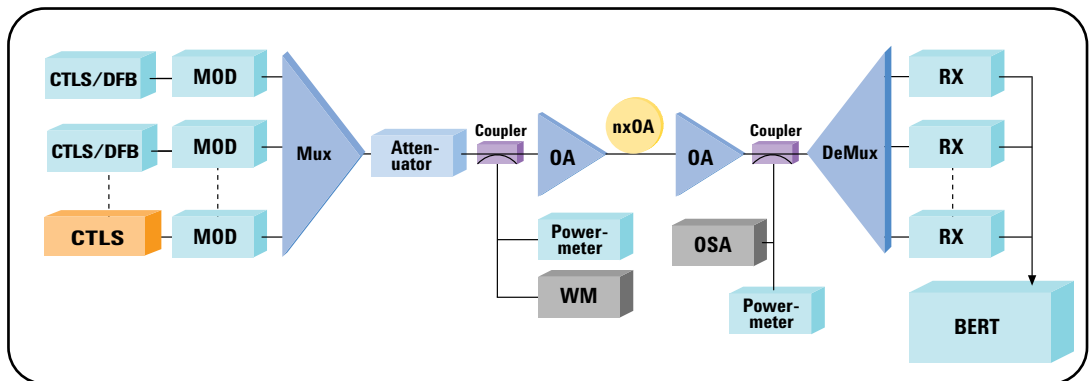 CTLS/DFB
MOD
CTLS/DFB
MOD
CTLS
MOD
Mux
Atten-
uator
Coupler
OA
nxOA
OA
Coupler
DeMux
Power-
meter
WM
OSA
Power-
meter
RX
RX
RX
BERT